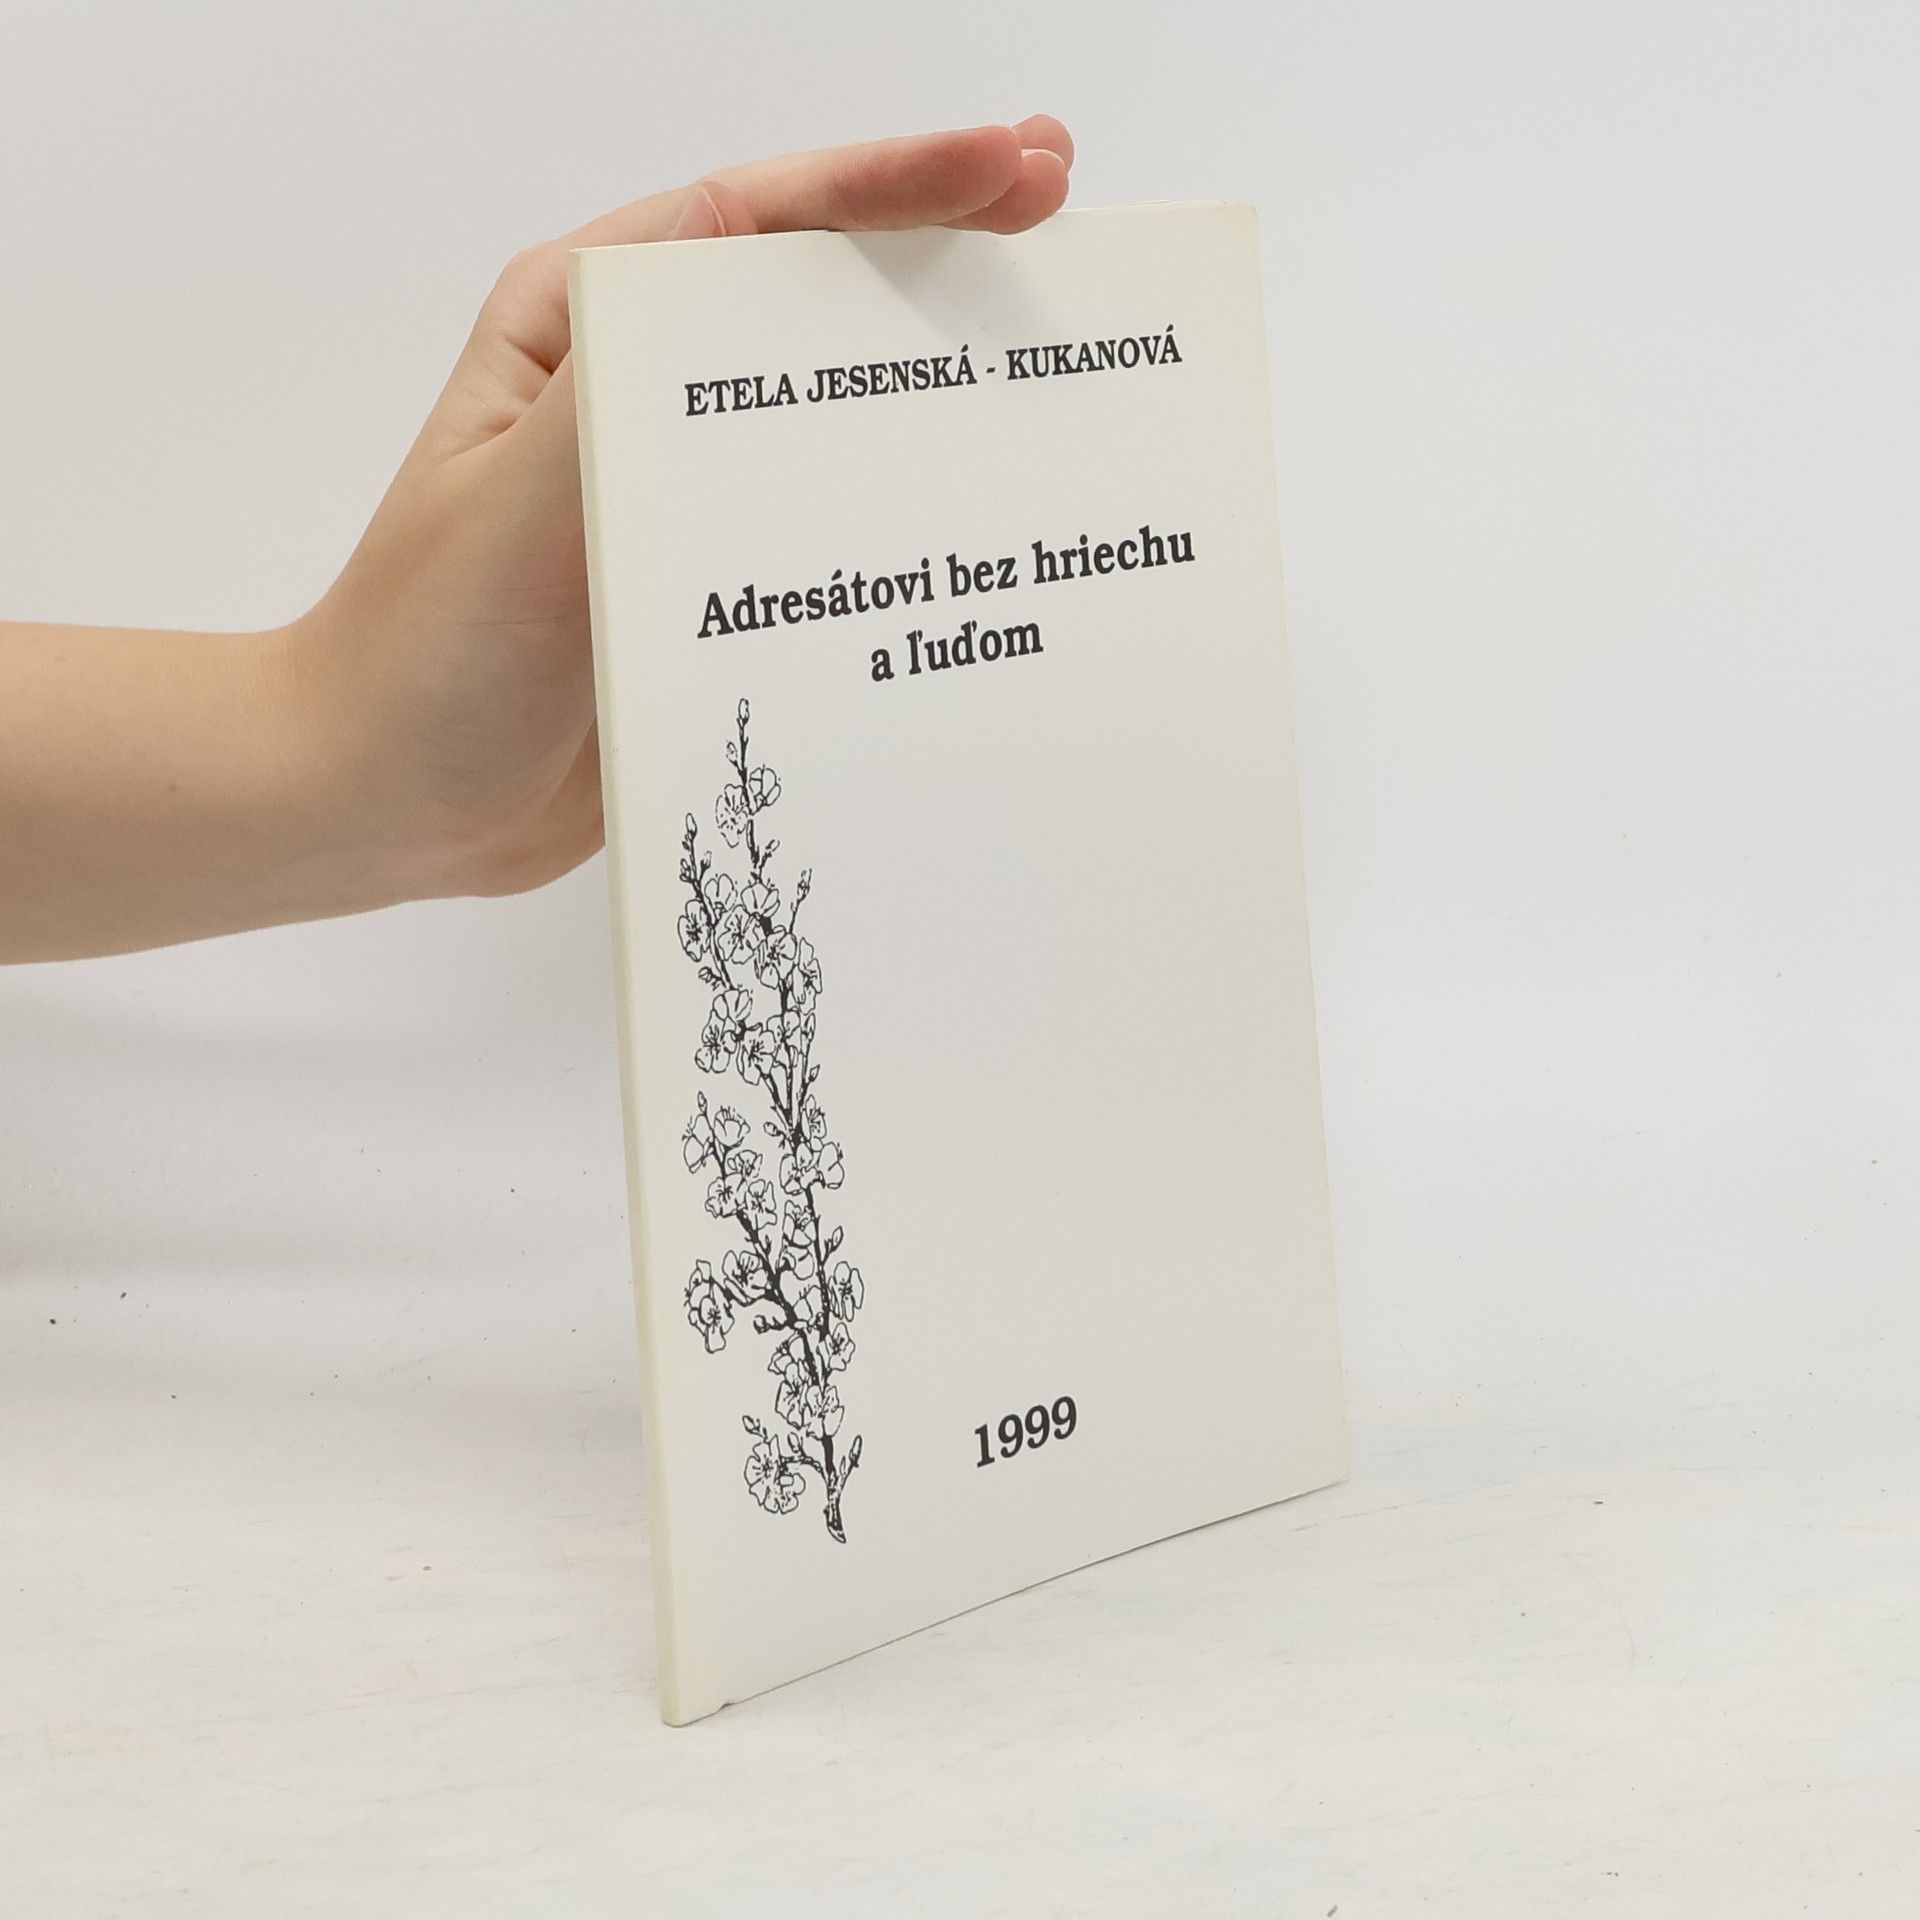 ETELA JESENSKÁ - KUKANOVÁ
Adresátovi bez hriechu
a ľuďom
1999